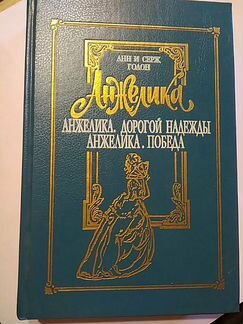 АНН И СЕРЖ
ГОЛОН
Анжелика
АНЖЕЛИКА. ДОРОГОЙ НАДЕЖДЫ
АНЖЕЛИКА. ПОБЕДА